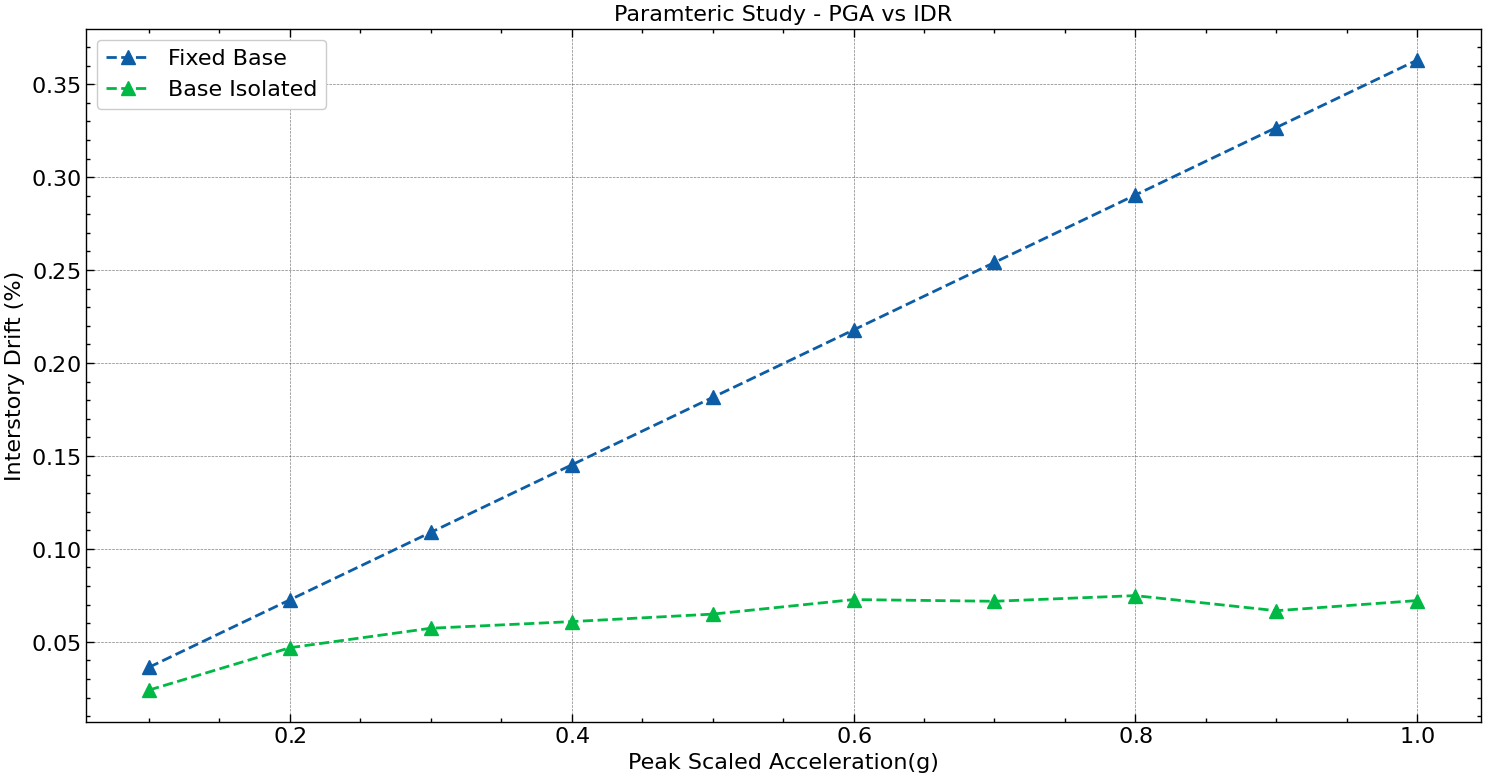 Paramteric Study - PGA vs IDR
Fixed Base
Base Isolated
0.35
0.30
0.25
0.20
0.15
0.10
0.05
Interstory Drift (%)
0.2 0.4 0.6 0.8 1.0
Peak Scaled Acceleration(g)